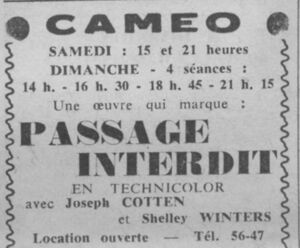 CAMEO
SAMEDI : 15 et 21 heures
DIMANCHE - 4 séances :
14 h. - 16 h. 30 - 18 h. 45 - 21 h. 15
Une œuvre qui marque :
PASSAGE
INTERDIT
EN TECHNICOLOR
avec Joseph COTTEN
et Shelley WINTERS
Location ouverte — Tél. 56-47